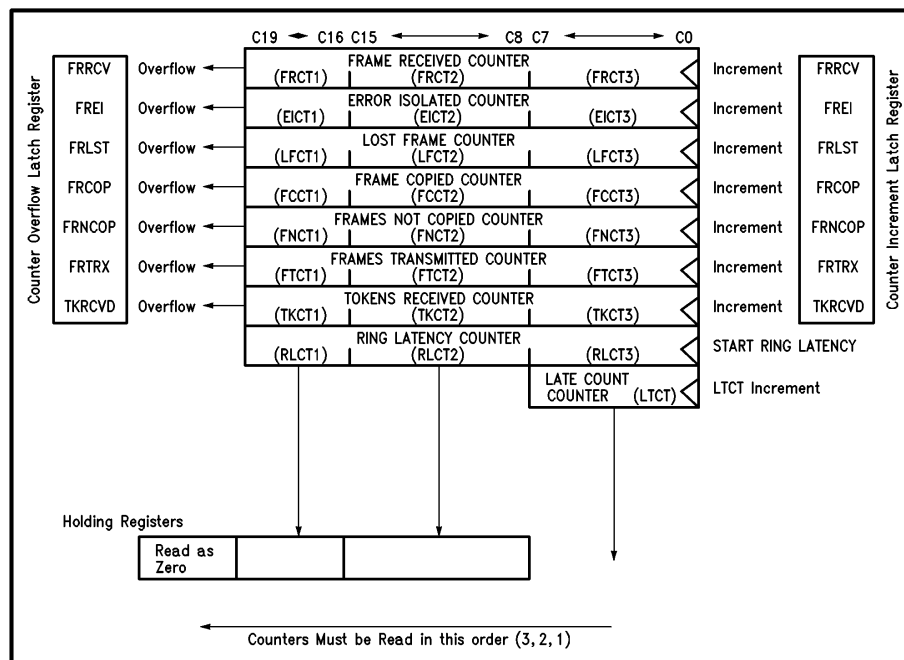 C19 C16 C15 C8 C7 C0
FRAME RECEIVED COUNTER
FRRCV Overflow (FRCT1) (FRCT2) (FRCT3) Increment FRRCV
ERROR ISOLATED COUNTER
FREI Overflow (EICT1) (EICT2) (EICT3) Increment FREI
LOST FRAME COUNTER
FRLST Overflow (LFCT1) (LFCT2) (LFCT3) Increment FRLST
FRAME COPIED COUNTER
FRCOP Overflow (FCCT1) (FCCT2) (FCCT3) Increment FRCOP
FRAMES NOT COPIED COUNTER
FRNCOP Overflow (FNCT1) (FNCT2) (FNCT3) Increment FRNCOP
FRAMES TRANSMITTED COUNTER
FRTRX Overflow (FTCT1) (FTCT2) (FTCT3) Increment FRTRX
TOKENS RECEIVED COUNTER
TKRCVD Overflow (TKCT1) (TKCT2) (TKCT3) Increment TKRCVD
RING LATENCY COUNTER
(RLCT1) (RLCT2) (RLCT3) START RING LATENCY
LATE COUNT
COUNTER (LTCT) LTCT Increment
Counter Overflow Latch Register
Counter Increment Latch Register
Holding Registers
Read as
Zero
Counters Must be Read in this order (3,2,1)